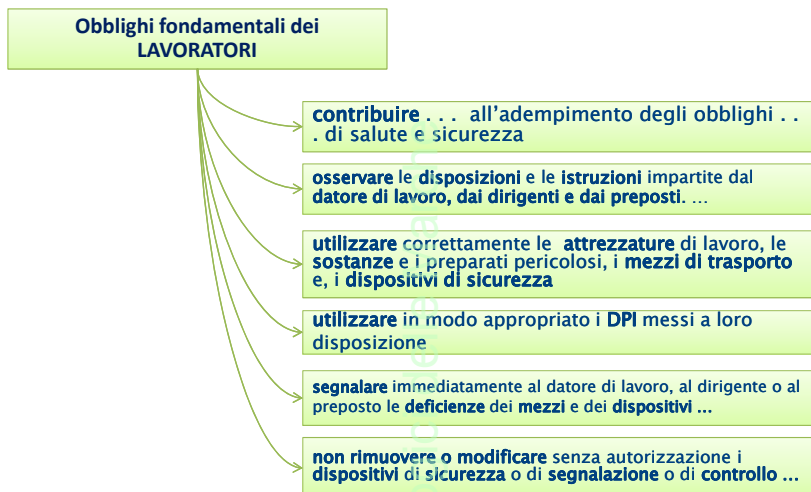 Obblighi fondamentali dei
LAVORATORI
contribuire . . . all'adempimento degli obblighi . .
. di salute e sicurezza
osservare le disposizioni e le istruzioni impartite dal
datore di lavoro, dai dirigenti e dai preposti. ...
utilizzare correttamente le attrezzature di lavoro, le
sostanze e i preparati pericolosi, i mezzi di trasporto
e, i dispositivi di sicurezza
utilizzare in modo appropriato i DPI messi a loro
disposizione
segnalare immediatamente al datore di lavoro, al dirigente o al
preposto le deficienze dei mezzi e dei dispositivi ...
non rimuovere o modificare senza autorizzazione i
dispositivi di sicurezza o di segnalazione o di controllo ...